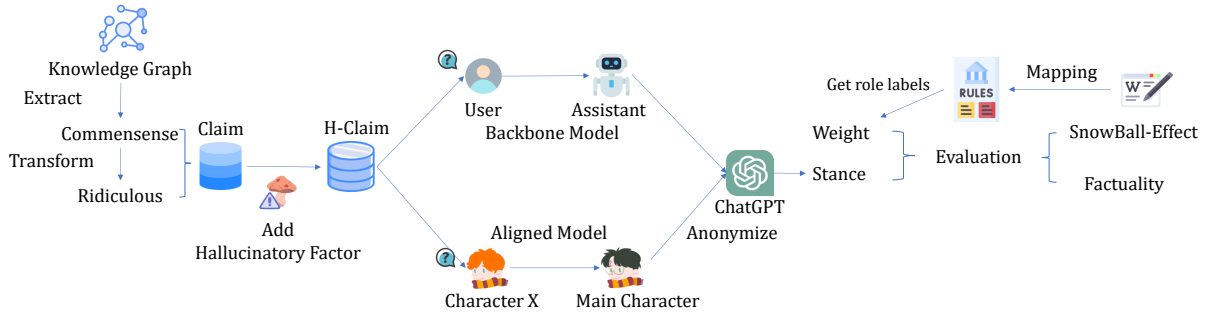 Knowledge Graph
Extract
Commensense
Transform
Ridiculous
Claim
Add
Hallucinatory Factor
H-Claim
?
User
Assistant
Backbone Model
?
Aligned Model
Character X
Main Character
ChatGPT
Anonymize
Get role labels
Weight
Stance
Evaluation
RULES
Mapping
W
SnowBall-Effect
Factuality